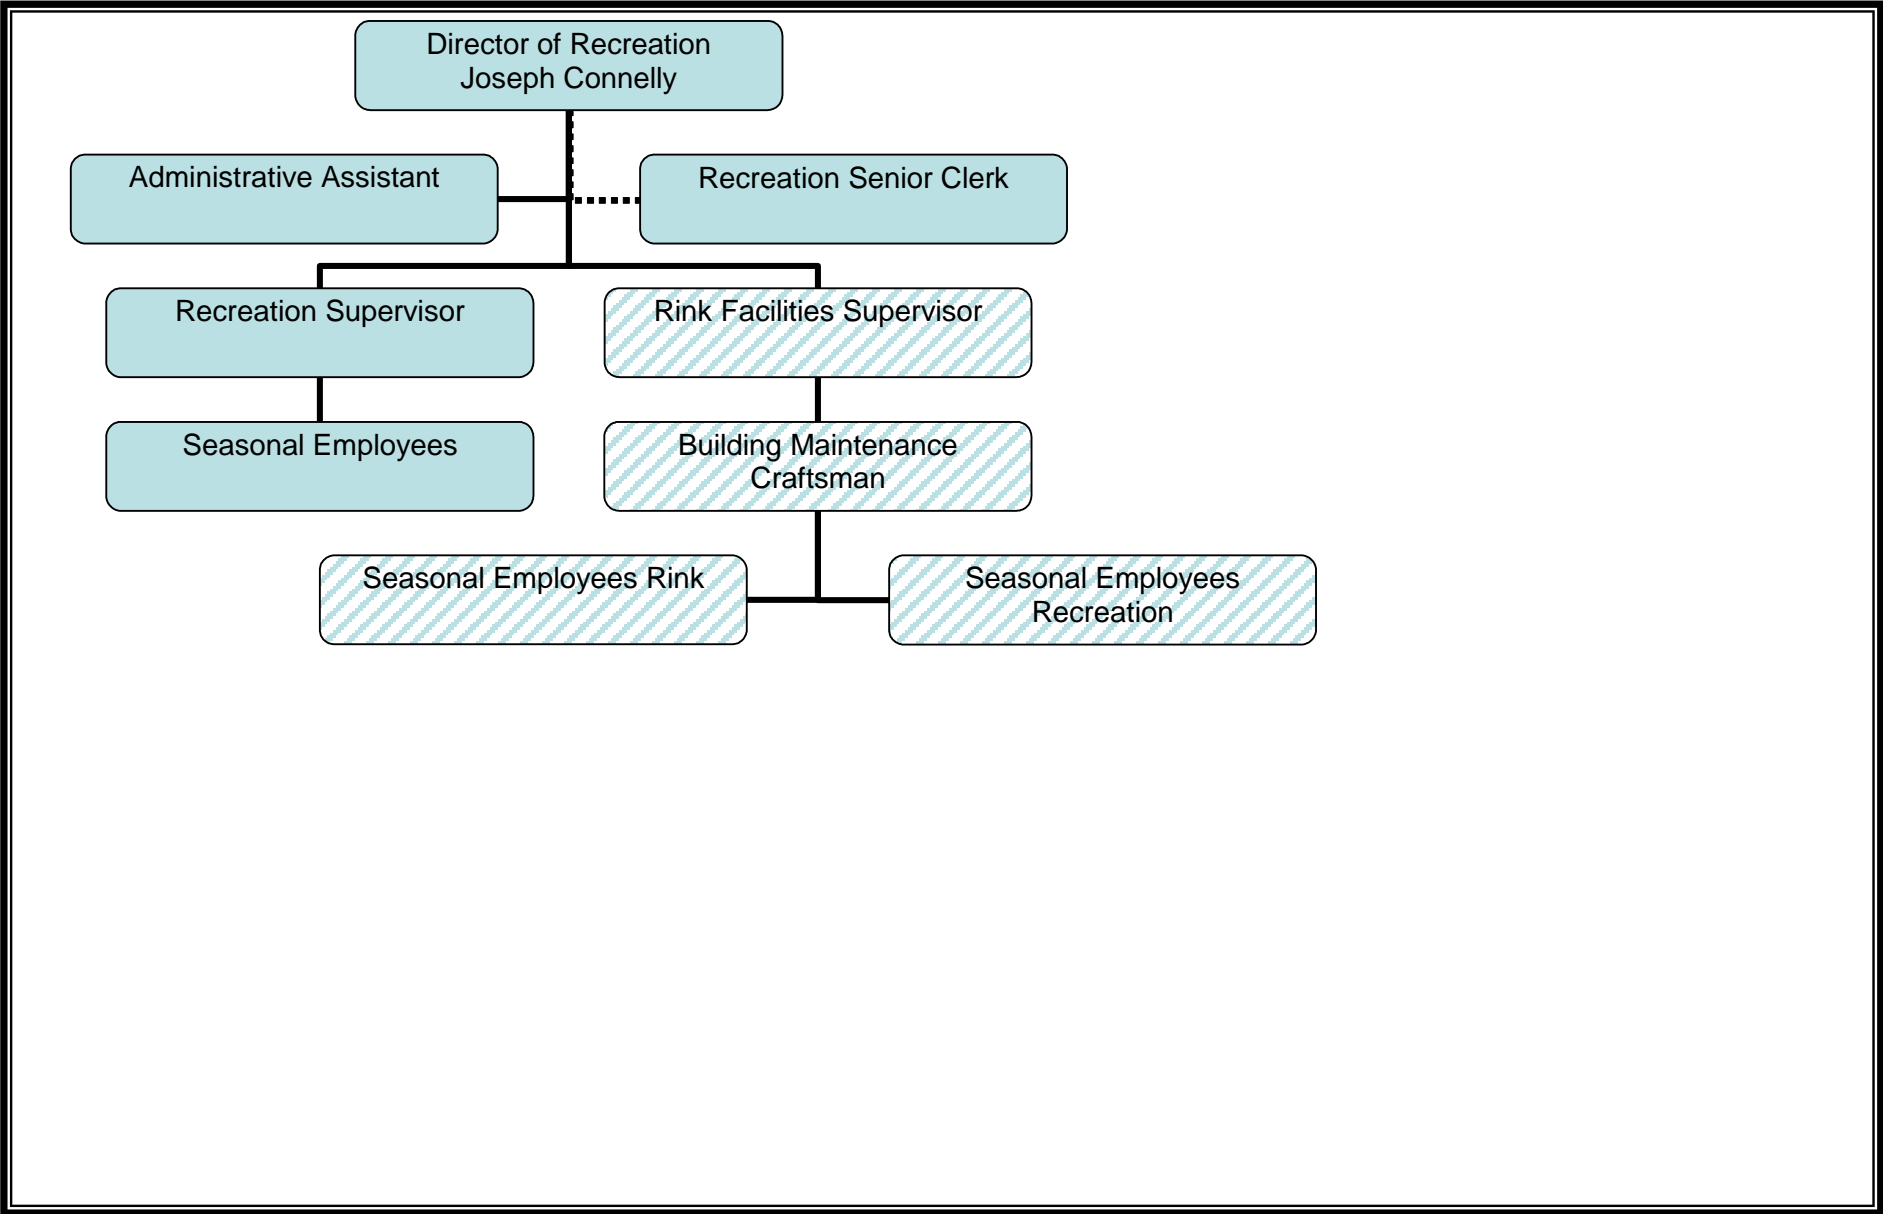 Director of Recreation
Joseph Connelly
Administrative Assistant
Recreation Senior Clerk
Recreation Supervisor
Rink Facilities Supervisor
Seasonal Employees
Building Maintenance
Craftsman
Seasonal Employees Rink
Seasonal Employees
Recreation